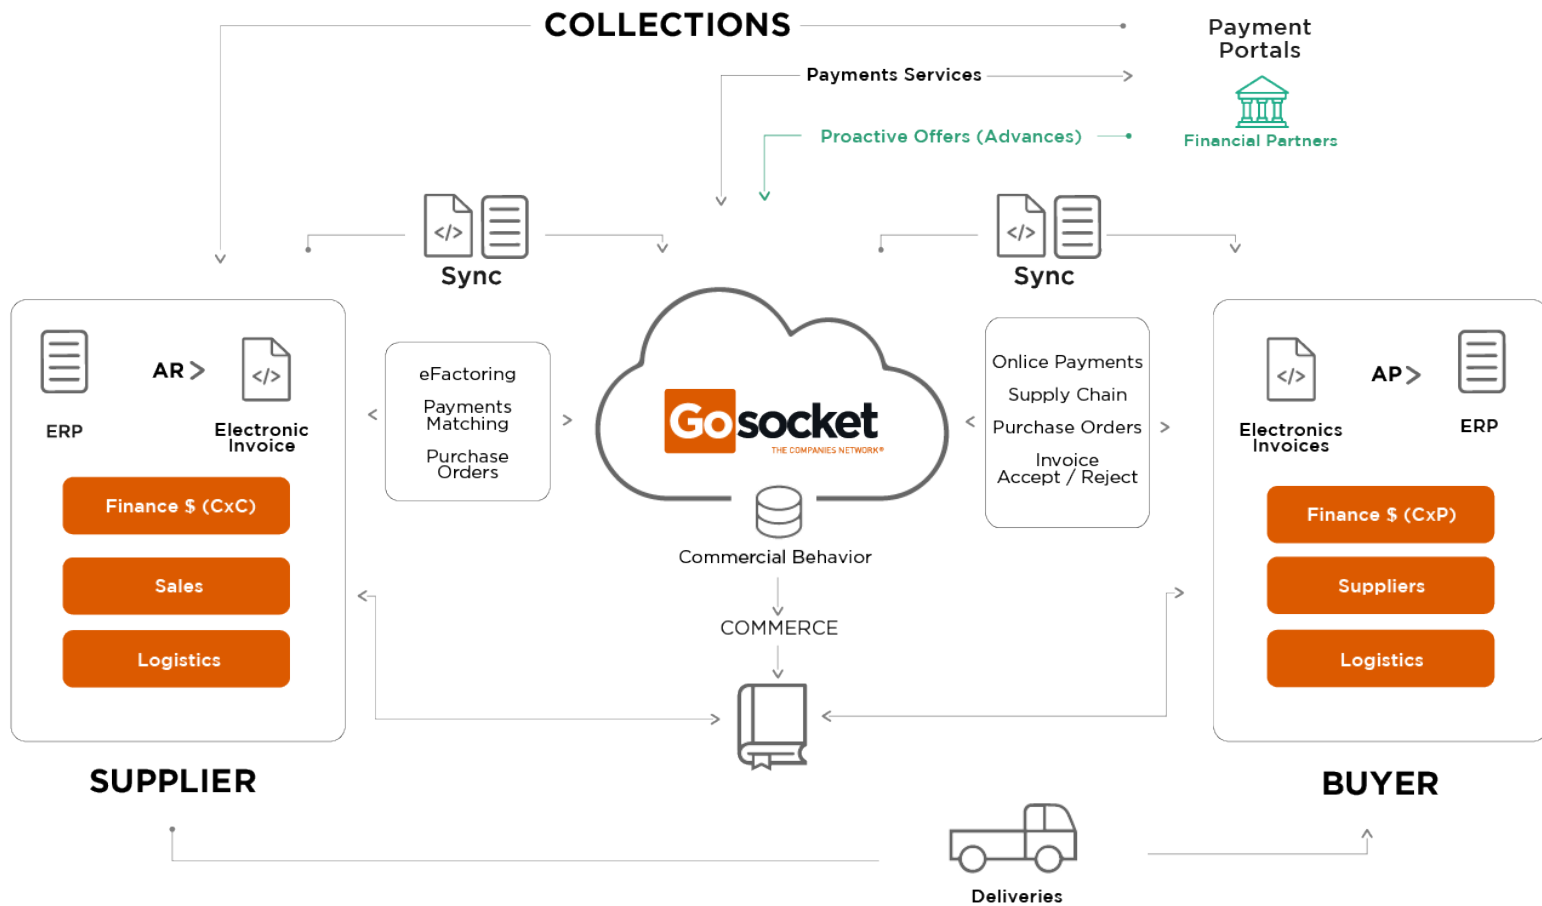 COLLECTIONS
Payment
Portals
Payments Services
Proactive Offers (Advances)
Financial Partners
</>
Sync
</>
Sync
ERP
AR >
</>
Electronic
Invoice
Finance $ (CxC)
Sales
Logistics
SUPPLIER
eFactoring
Payments
Matching
Purchase
Orders
Gosocket
THE COMPANIES NETWORK®
Commercial Behavior
COMMERCE
Onlice Payments
Supply Chain
Purchase Orders
Invoice
Accept / Reject
</>
Electronics
Invoices
AP >
ERP
Finance $ (CxP)
Suppliers
Logistics
BUYER
Deliveries